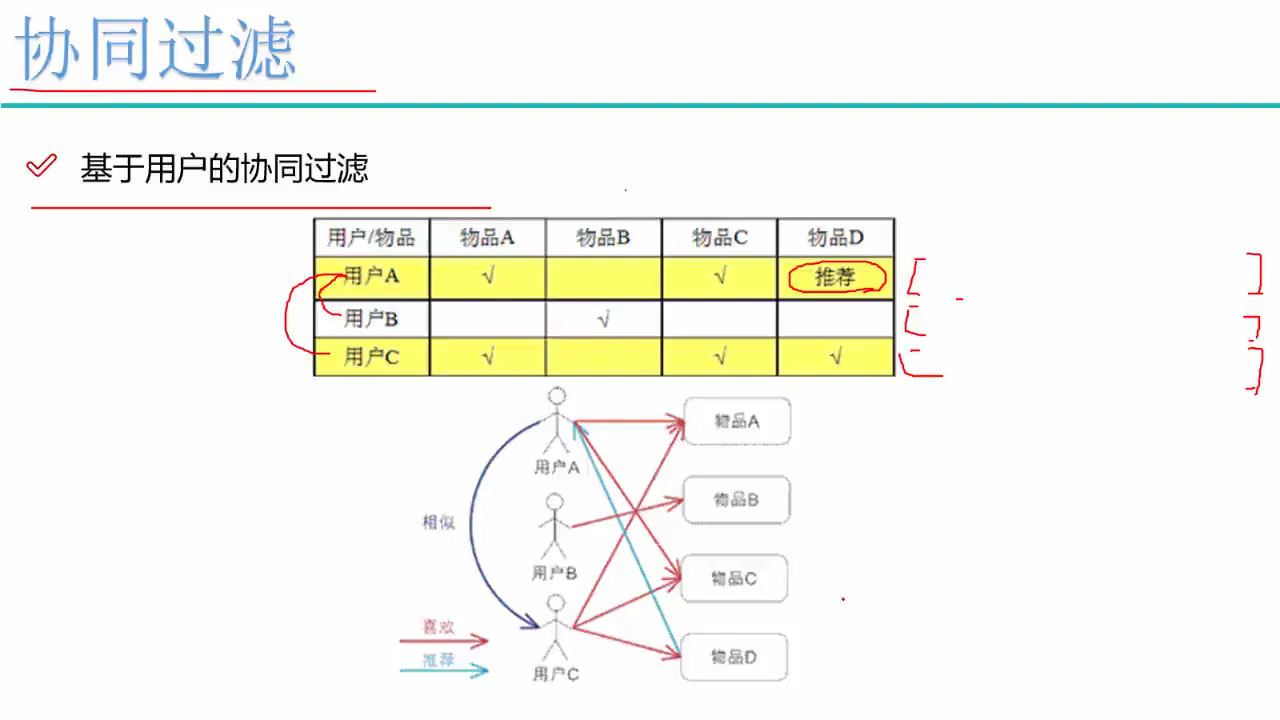 协同过滤
基于用户的协同过滤
用户/物品 物品A 物品B 物品C 物品D
用户A √ √ 推荐
用户B √
用户C √ √ √
物品A
用户A
物品B
相似
用户B
物品C
喜欢
物品D
推荐
用户C